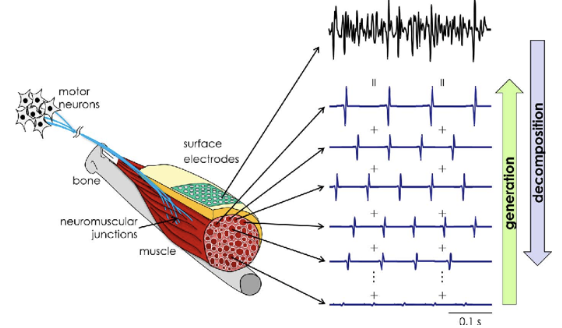 motor
neurons
surface
electrodes
bone
neuromuscular
junctions
muscle
=
=
+
+
+
+
+
+
+
+
+
+
generation
decomposition
0.1 s